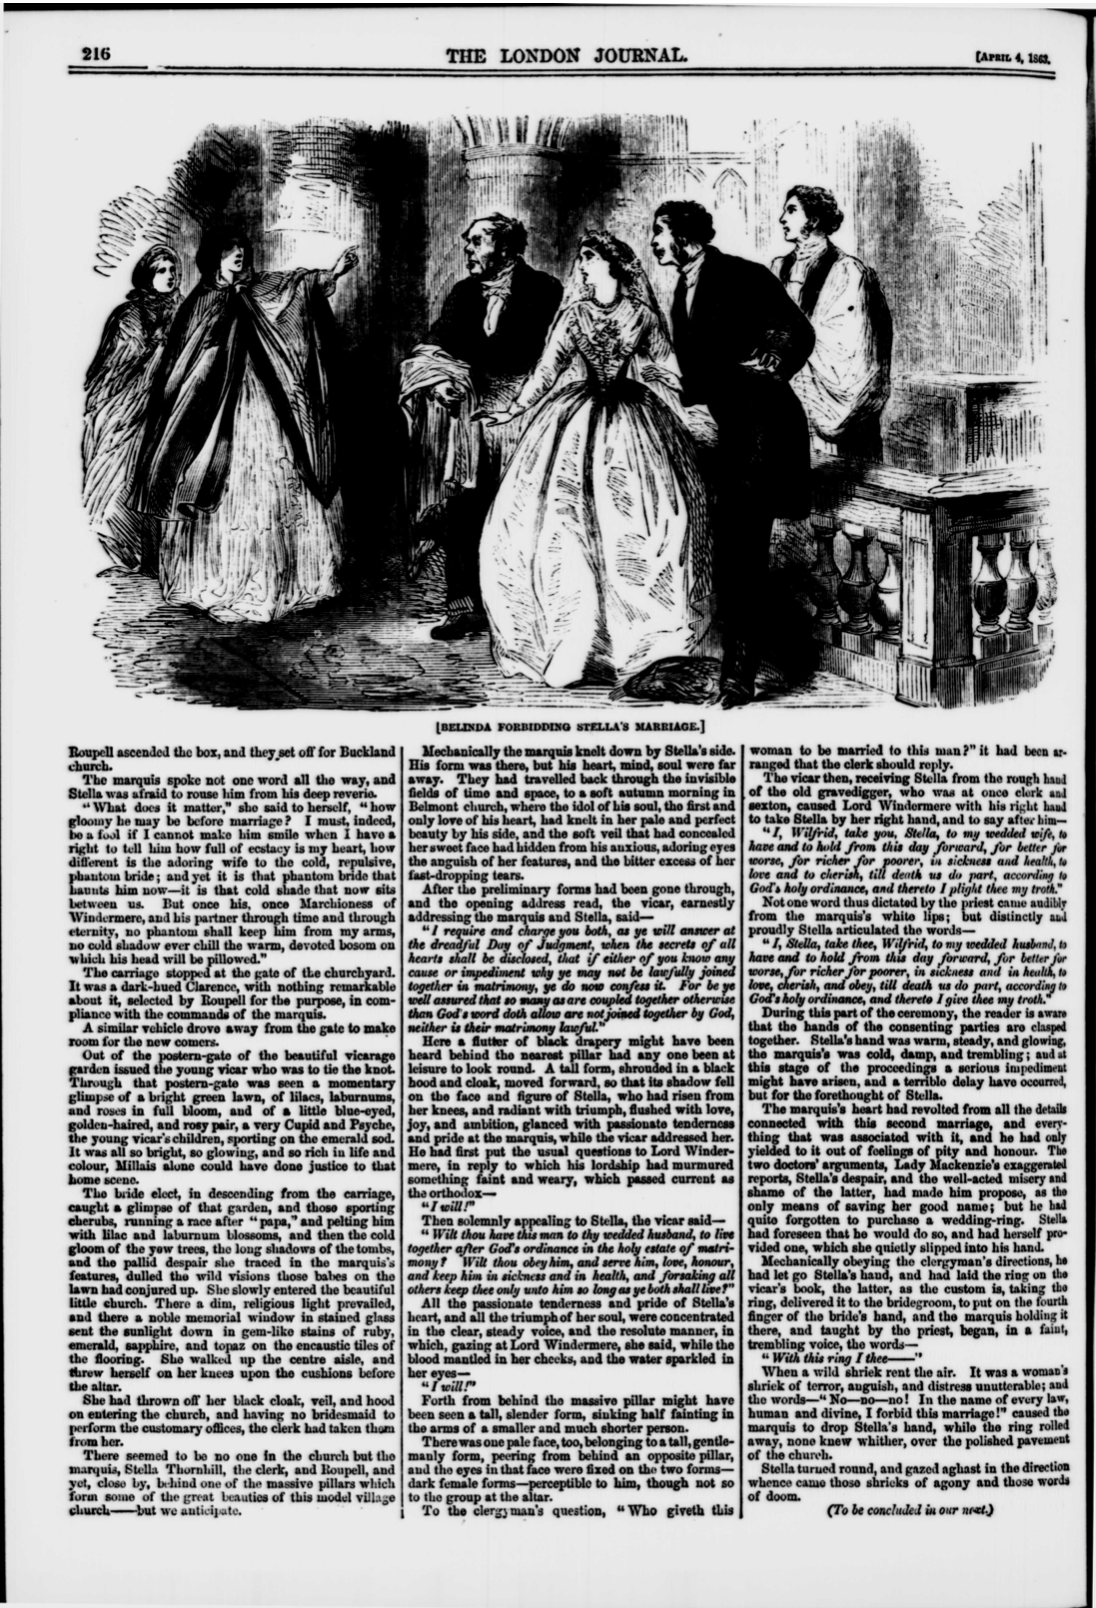 216
THE LONDON JOURNAL.
[APRIL 4, 1863.
[BELINDA FORBIDDING STELLA'S MARRIAGE.]
Roupell ascended the box, and they set off for Buckland
church.
The marquis spoke not one word all the way, and
Stella was afraid to rouse him from his deep reverie.
"What does it matter," she said to herself, "how
gloomy he may be before marriage? I must, indeed,
be a fool if I cannot make him smile when I have a
right to tell him how full of ecstacy is my heart, how
different is the adoring wife to the cold, repulsive,
phantom bride; and yet it is that phantom bride that
haunts him now—it is that cold shade that now sits
between us. But once his, once Marchioness of
Windermere, and his partner through time and through
eternity, no phantom shall keep him from my arms,
no cold shadow ever chill the warm, devoted bosom on
which his head will be pillowed."
The carriage stopped at the gate of the churchyard.
It was a dark-hued Clarence, with nothing remarkable
about it, selected by Roupell for the purpose, in com-
pliance with the commands of the marquis.
A similar vehicle drove away from the gate to make
room for the new comers.
Out of the postern-gate of the beautiful vicarage
garden issued the young vicar who was to tie the knot.
Through that postern-gate was seen a momentary
glimpse of a bright green lawn, of lilacs, laburnums,
and roses in full bloom, and of a little blue-eyed,
golden-haired, and rosy pair, a very Cupid and Psyche,
the young vicar's children, sporting on the emerald sod.
It was all so bright, so glowing, and so rich in life and
colour, Millais alone could have done justice to that
home scene.
The bride elect, in descending from the carriage,
caught a glimpse of that garden, and those sporting
cherubs, running a race after "papa," and pelting him
with lilac and laburnum blossoms, and then the cold
gloom of the yew trees, the long shadows of the tombs,
and the pallid despair she traced in the marquis's
features, dulled the wild visions those babes on the
lawn had conjured up. She slowly entered the beautiful
little church. There a dim, religious light prevailed,
and there a noble memorial window in stained glass
sent the sunlight down in gem-like stains of ruby,
emerald, sapphire, and topaz on the encaustic tiles of
the flooring. She walked up the centre aisle, and
threw herself on her knees upon the cushions before
the altar.
She had thrown off her black cloak, veil, and hood
on entering the church, and having no bridesmaid to
perform the customary offices, the clerk had taken them
from her.
There seemed to be no one in the church but the
marquis, Stella Thornhill, the clerk, and Roupell, and
yet, close by, behind one of the massive pillars which
form some of the great beauties of this model village
church——but we anticipate.
Mechanically the marquis knelt down by Stella's side.
His form was there, but his heart, mind, soul were far
away. They had travelled back through the invisible
fields of time and space, to a soft autumn morning in
Belmont church, where the idol of his soul, the first and
only love of his heart, had knelt in her pale and perfect
beauty by his side, and the soft veil that had concealed
her sweet face had hidden from his anxious, adoring eyes
the anguish of her features, and the bitter excess of her
fast-dropping tears.
After the preliminary forms had been gone through,
and the opening address read, the vicar, earnestly
addressing the marquis and Stella, said—
"I require and charge you both, as ye will answer at
the dreadful Day of Judgment, when the secrets of all
hearts shall be disclosed, that if either of you know any
cause or impediment why ye may not be lawfully joined
together in matrimony, ye do now confess it. For be ye
well assured that so many as are coupled together otherwise
than God's word doth allow are not joined together by God,
neither is their matrimony lawful."
Here a flutter of black drapery might have been
heard behind the nearest pillar had any one been at
leisure to look round. A tall form, shrouded in a black
hood and cloak, moved forward, so that its shadow fell
on the face and figure of Stella, who had risen from
her knees, and radiant with triumph, flushed with love,
joy, and ambition, glanced with passionate tenderness
and pride at the marquis, while the vicar addressed her.
He had first put the usual questions to Lord Winder-
mere, in reply to which his lordship had murmured
something faint and weary, which passed current as
the orthodox—
"I will!"
Then solemnly appealing to Stella, the vicar said—
"Wilt thou have this man to thy wedded husband, to live
together after God's ordinance in the holy estate of matri-
mony? Wilt thou obey him, and serve him, love, honour,
and keep him in sickness and in health, and forsaking all
others keep thee only unto him so long as ye both shall live?"
All the passionate tenderness and pride of Stella's
heart, and all the triumph of her soul, were concentrated
in the clear, steady voice, and the resolute manner, in
which, gazing at Lord Windermere, she said, while the
blood mantled in her cheeks, and the water sparkled in
her eyes—
"I will!"
Forth from behind the massive pillar might have
been seen a tall, slender form, sinking half fainting in
the arms of a smaller and much shorter person.
There was one pale face, too, belonging to a tall, gentle-
manly form, peering from behind an opposite pillar,
and the eyes in that face were fixed on the two forms—
dark female forms—perceptible to him, though not so
to the group at the altar.
To the clergyman's question, "Who giveth this
woman to be married to this man?" it had been ar-
ranged that the clerk should reply.
The vicar then, receiving Stella from the rough hand
of the old gravedigger, who was at once clerk and
sexton, caused Lord Windermere with his right hand
to take Stella by her right hand, and to say after him—
"I, Wilfrid, take you, Stella, to my wedded wife, to
have and to hold from this day forward, for better for
worse, for richer for poorer, in sickness and health, to
love and to cherish, till death us do part, according to
God's holy ordinance, and thereto I plight thee my troth."
Not one word thus dictated by the priest came audibly
from the marquis's white lips; but distinctly and
proudly Stella articulated the words—
"I, Stella, take thee, Wilfrid, to my wedded husband, to
have and to hold from this day forward, for better for
worse, for richer for poorer, in sickness and in health, to
love, cherish, and obey, till death us do part, according to
God's holy ordinance, and thereto I give thee my troth."
During this part of the ceremony, the reader is aware
that the hands of the consenting parties are clasped
together. Stella's hand was warm, steady, and glowing,
the marquis's was cold, damp, and trembling; and at
this stage of the proceedings a serious impediment
might have arisen, and a terrible delay have occurred,
but for the forethought of Stella.
The marquis's heart had revolted from all the details
connected with this second marriage, and every-
thing that was associated with it, and he had only
yielded to it out of feelings of pity and honour. The
two doctors' arguments, Lady Mackenzie's exaggerated
reports, Stella's despair, and the well-acted misery and
shame of the latter, had made him propose, as the
only means of saving her good name; but he had
quite forgotten to purchase a wedding-ring. Stella
had foreseen that he would do so, and had herself pro-
vided one, which she quietly slipped into his hand.
Mechanically obeying the clergyman's directions, he
had let go Stella's hand, and had laid the ring on the
vicar's book, the latter, as the custom is, taking the
ring, delivered it to the bridegroom, to put on the fourth
finger of the bride's hand, and the marquis holding it
there, and taught by the priest, began, in a faint,
trembling voice, the words—
"With this ring I thee——"
When a wild shriek rent the air. It was a woman's
shriek of terror, anguish, and distress unutterable; and
the words—"No—no—no! In the name of every law,
human and divine, I forbid this marriage!" caused the
marquis to drop Stella's hand, while the ring rolled
away, none knew whither, over the polished pavement
of the church.
Stella turned round, and gazed aghast in the direction
whence came those shrieks of agony and those words
of doom.
(To be concluded in our next.)